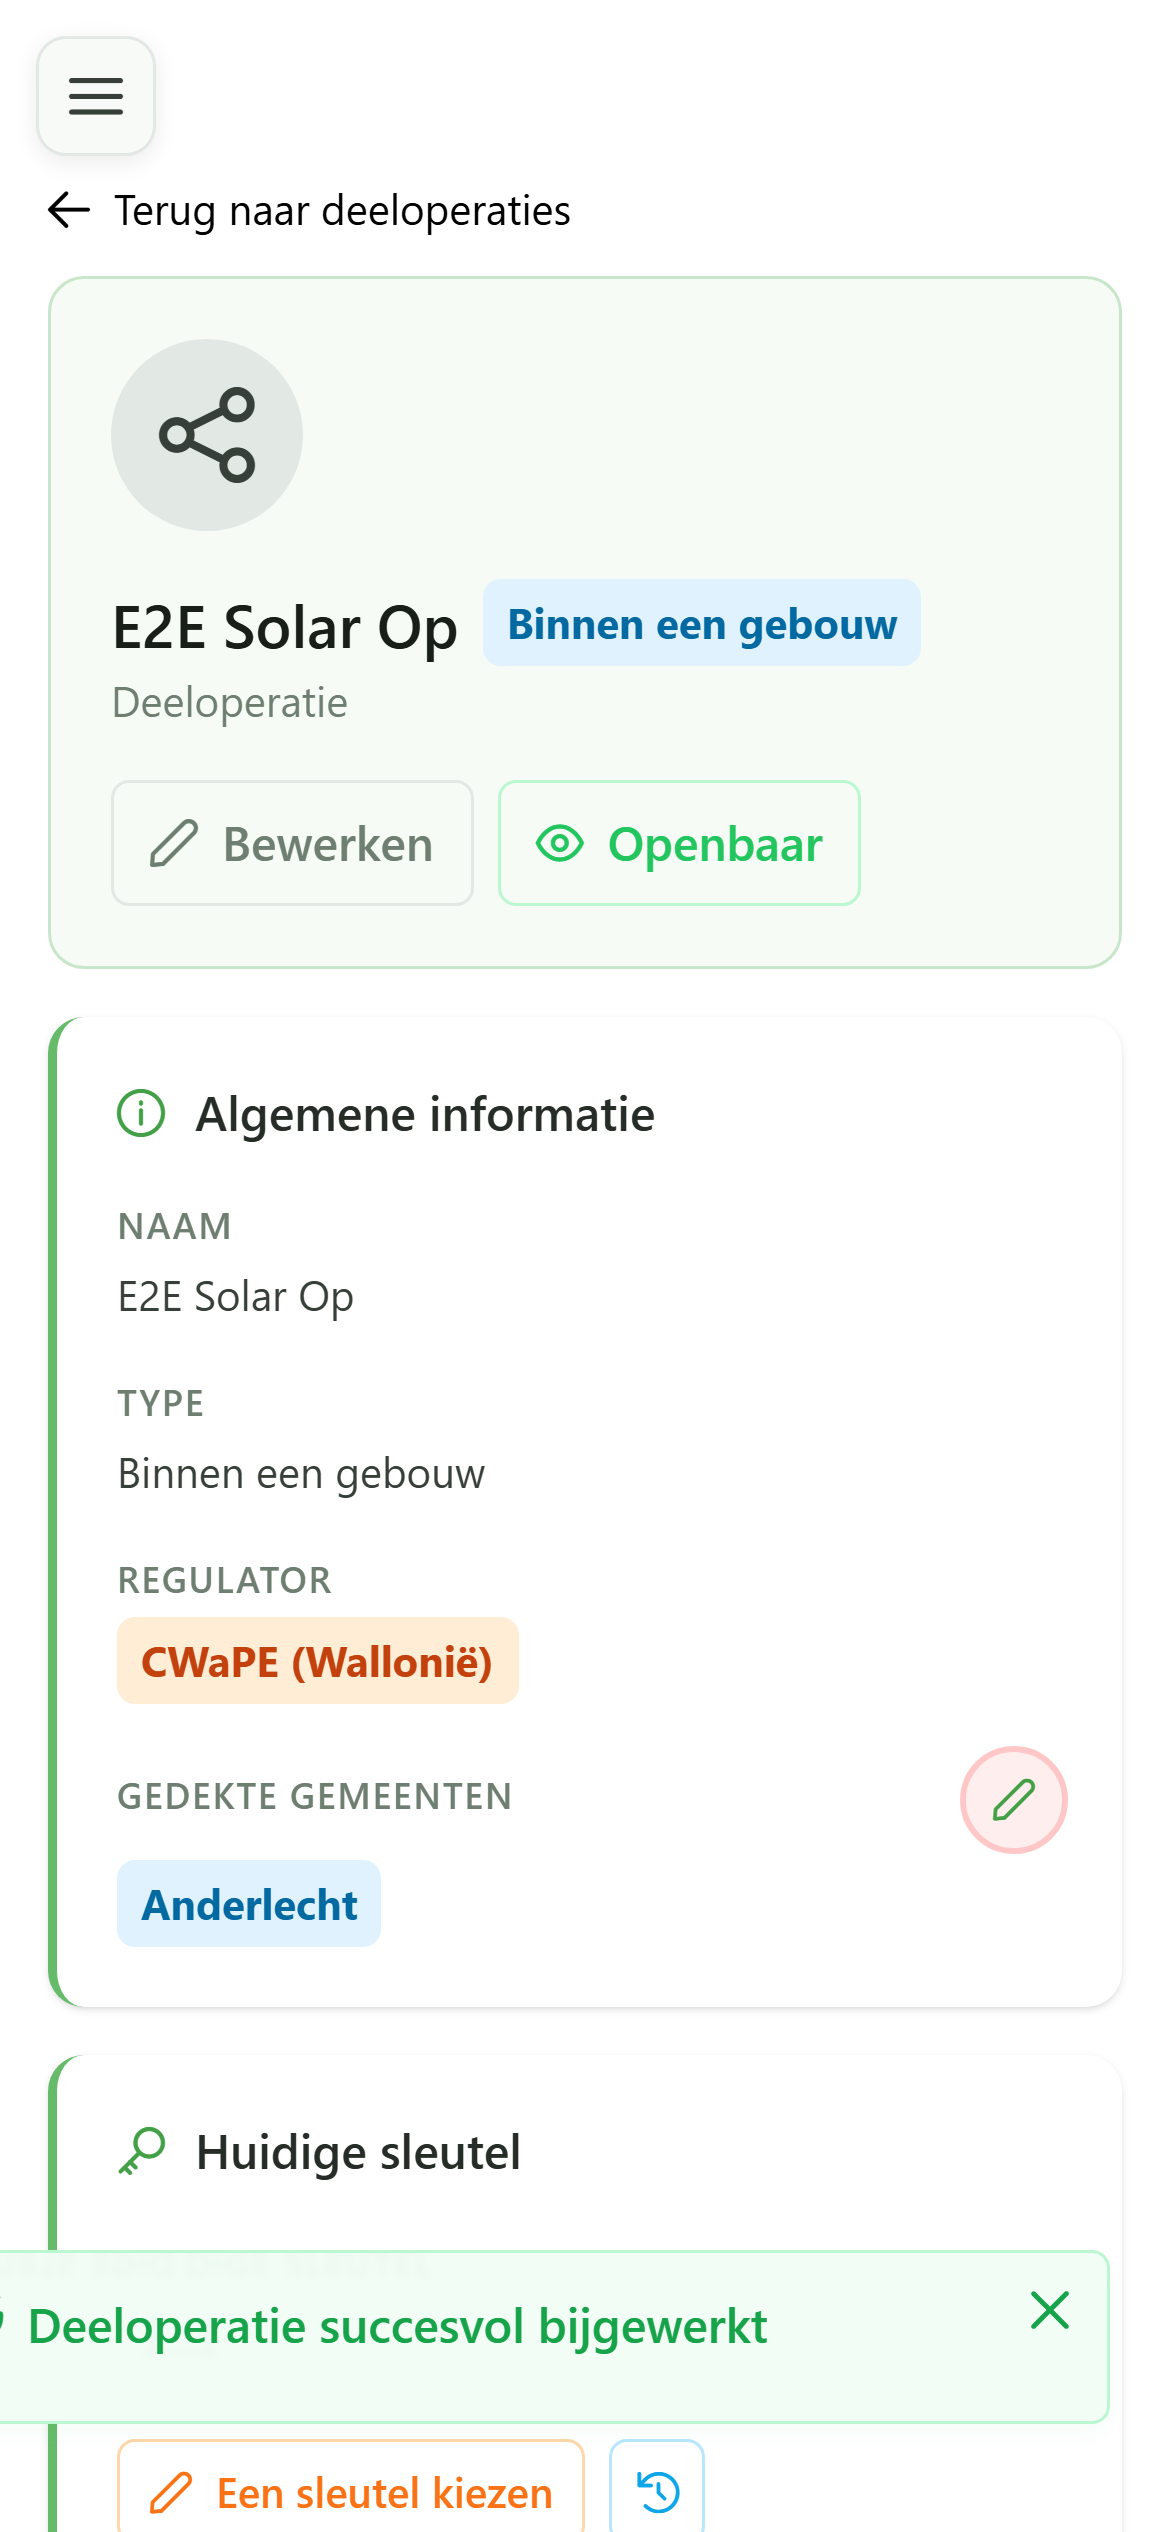 Terug naar deeloperaties
E2E Solar Op
Binnen een gebouw
Deeloperatie
Bewerken
Openbaar
Algemene informatie
NAAM
E2E Solar Op
TYPE
Binnen een gebouw
REGULATOR
CWaPE (Wallonië)
GEDEKTE GEMEENTEN
Anderlecht
Huidige sleutel
Deeloperatie succesvol bijgewerkt
Een sleutel kiezen